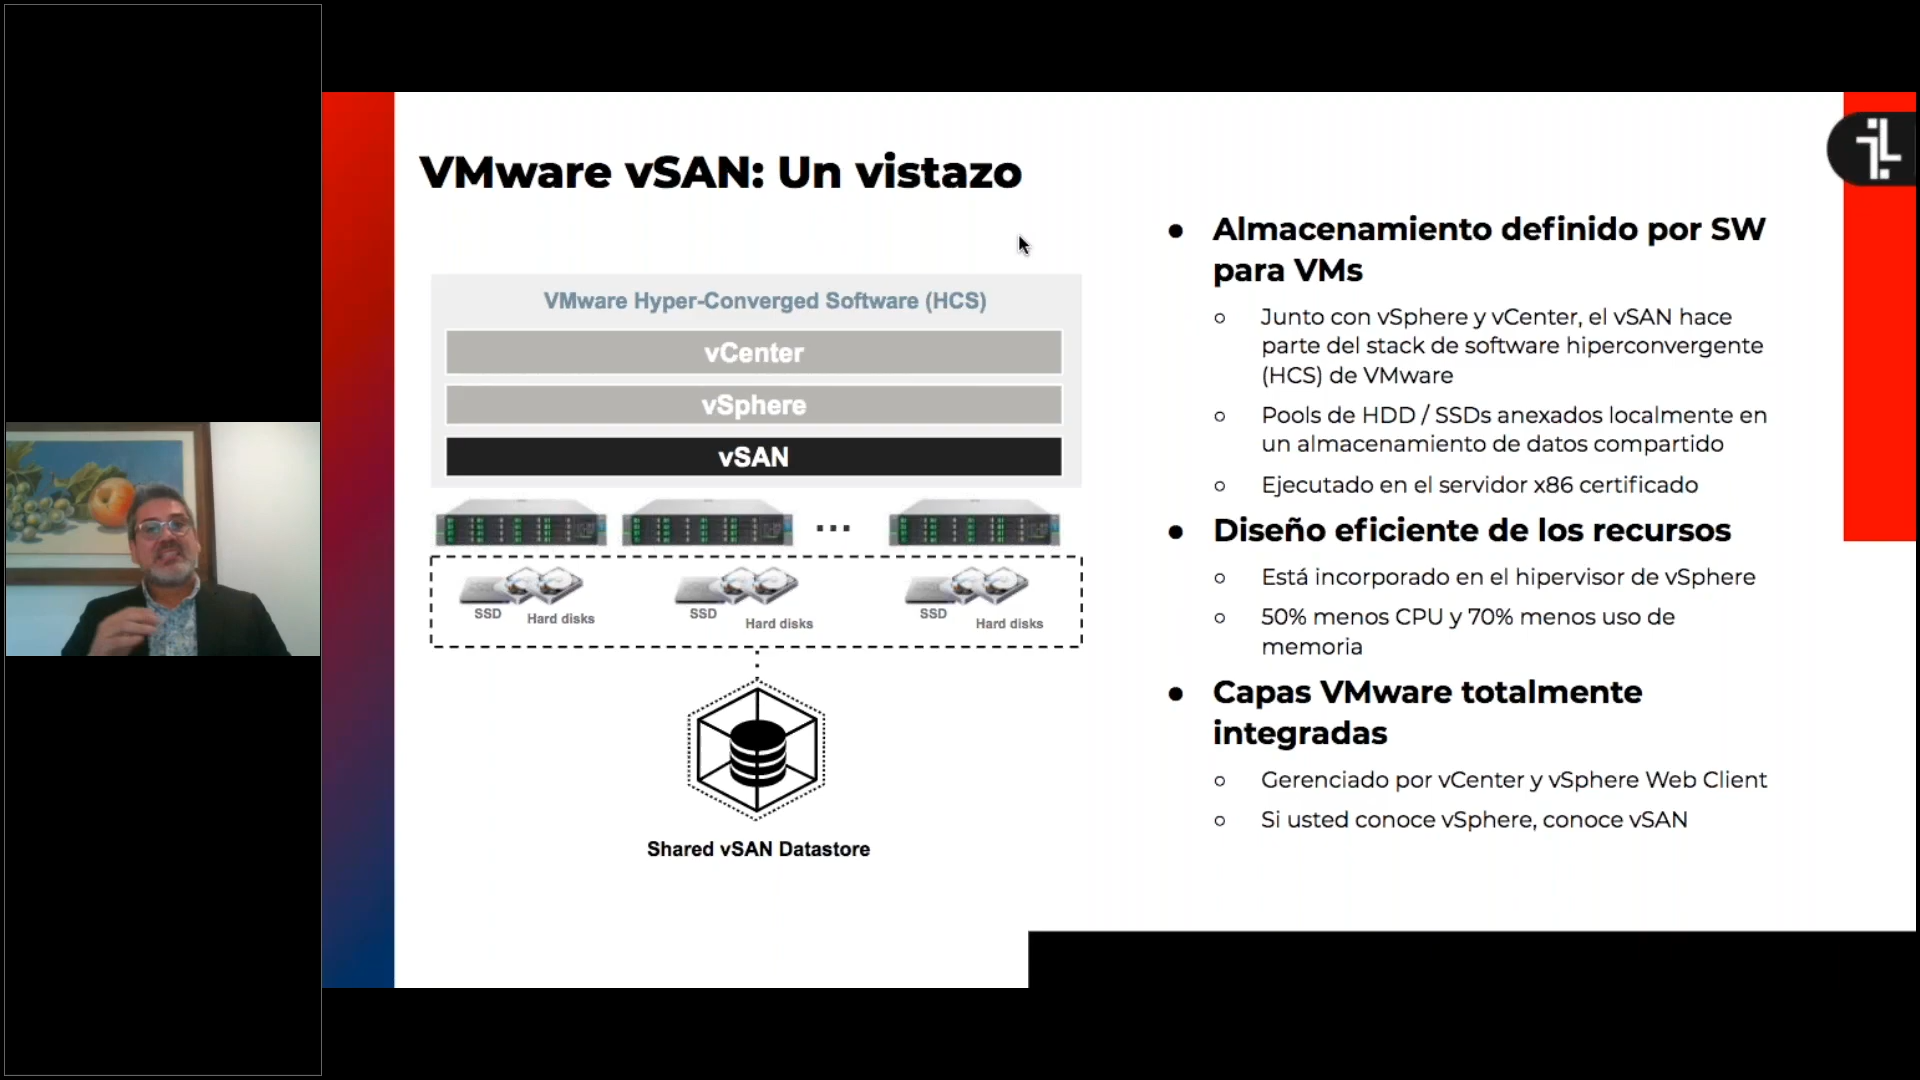 VMware vSAN: Un vistazo
VMware Hyper-Converged Software (HCS)
vCenter
vSphere
vSAN
...
SSD
Hard disks
SSD
Hard disks
SSD
Hard disks
Shared vSAN Datastore
● Almacenamiento definido por SW
para VMs
○ Junto con vSphere y vCenter, el vSAN hace
parte del stack de software hiperconvergente
(HCS) de VMware
○ Pools de HDD / SSDs anexados localmente en
un almacenamiento de datos compartido
○ Ejecutado en el servidor x86 certificado
● Diseño eficiente de los recursos
○ Está incorporado en el hipervisor de vSphere
○ 50% menos CPU y 70% menos uso de
memoria
● Capas VMware totalmente
integradas
○ Gerenciado por vCenter y vSphere Web Client
○ Si usted conoce vSphere, conoce vSAN